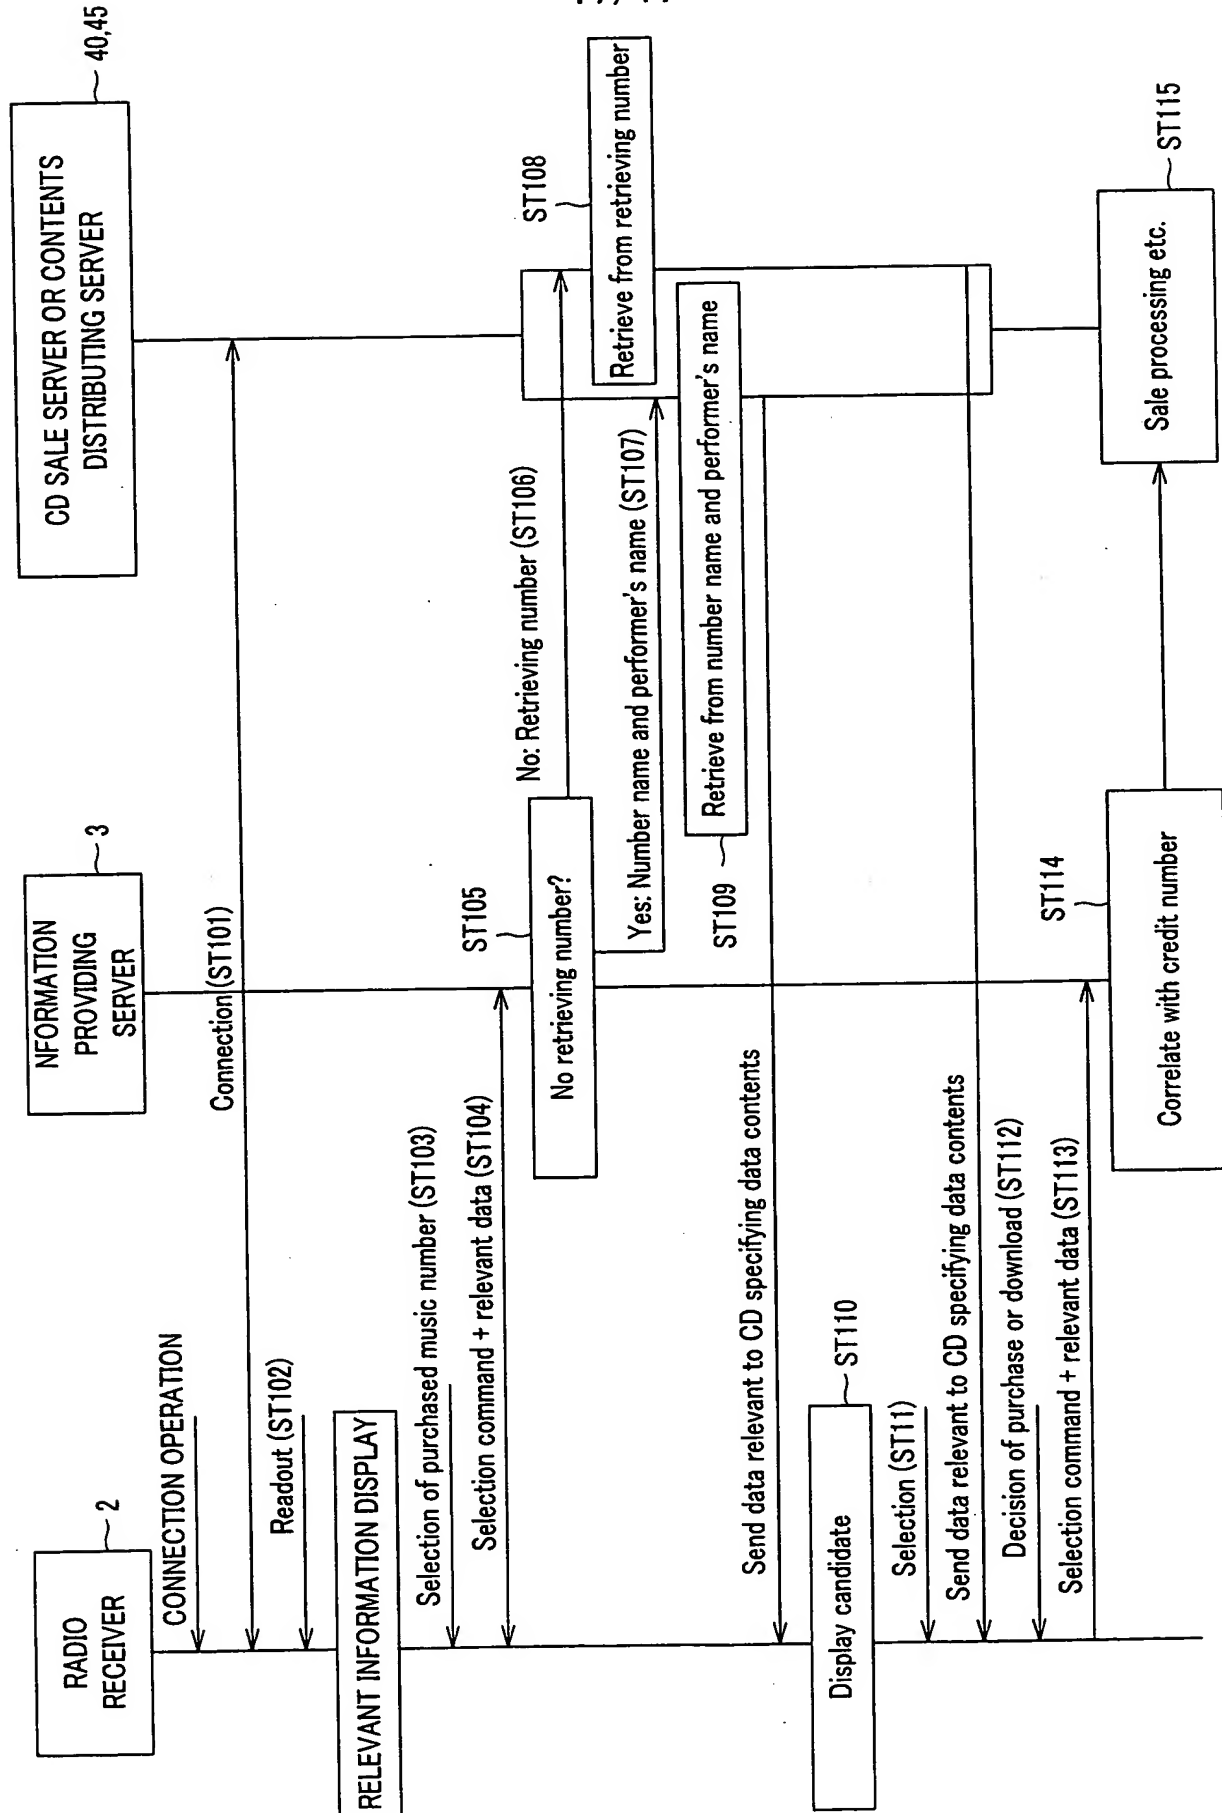 RADIO
RECEIVER
2
NFORMATION
PROVIDING
SERVER
3
CD SALE SERVER OR CONTENTS
DISTRIBUTING SERVER
40,45
CONNECTION OPERATION
Connection (ST101)
Readout (ST102)
RELEVANT INFORMATION DISPLAY
Selection of purchased music number (ST103)
Selection command + relevant data (ST104)
ST105
No retrieving number?
No: Retrieving number (ST106)
ST108
Retrieve from retrieving number
Yes: Number name and performer's name (ST107)
ST109
Retrieve from number name and performer's name
Send data relevant to CD specifying data contents
Display candidate
ST110
Selection (ST11)
Send data relevant to CD specifying data contents
Decision of purchase or download (ST112)
Selection command + relevant data (ST113)
ST114
Correlate with credit number
Sale processing etc.
ST115